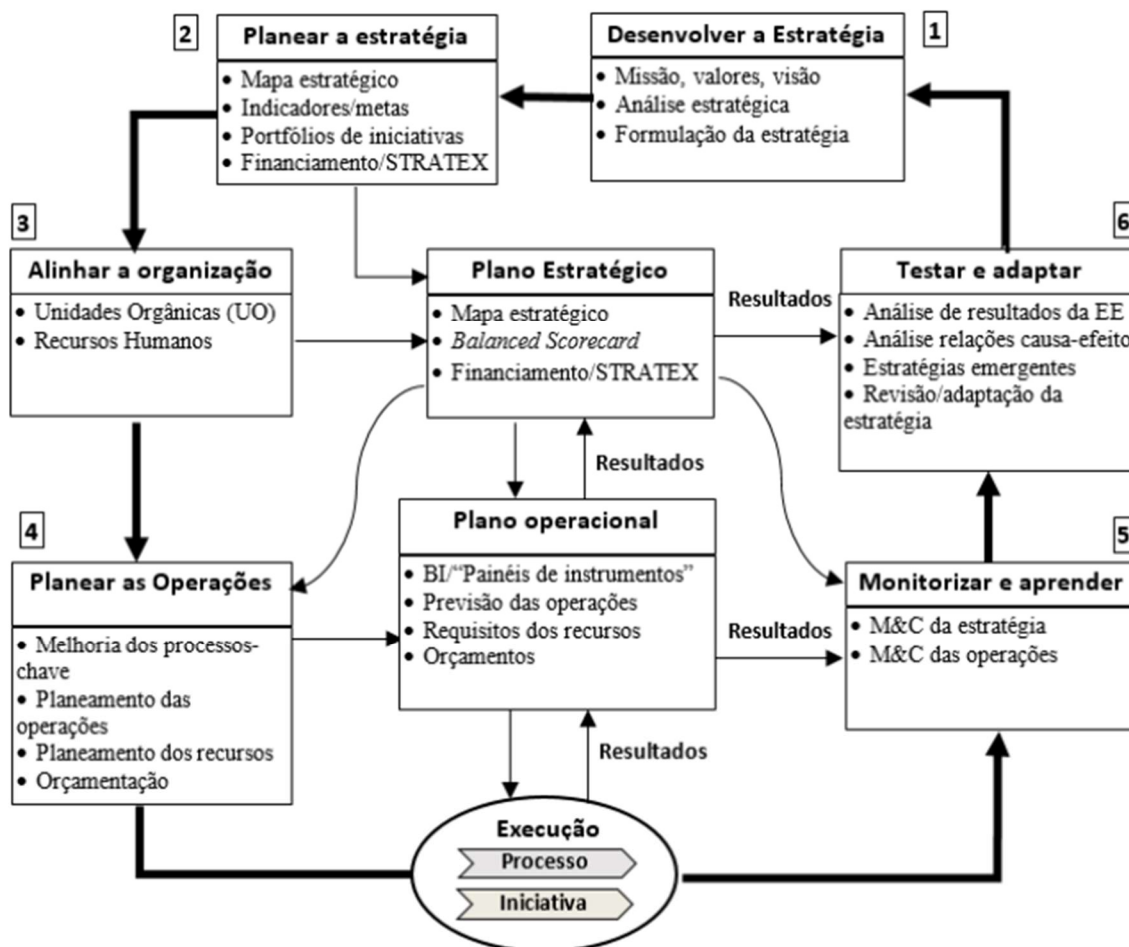 2
Planear a estratégia
• Mapa estratégico
• Indicadores/metas
• Portfólios de iniciativas
• Financiamento/STRATEX
Desenvolver a Estratégia
1
• Missão, valores, visão
• Análise estratégica
• Formulação da estratégia
3
Alinhar a organização
• Unidades Orgânicas (UO)
• Recursos Humanos
Plano Estratégico
• Mapa estratégico
• Balanced Scorecard
• Financiamento/STRATEX
Resultados
6
Testar e adaptar
• Análise de resultados da EE
• Análise relações causa-efeito
• Estratégias emergentes
• Revisão/adaptação da
estratégia
Resultados
4
Planear as Operações
• Melhoria dos processos-
chave
• Planeamento das
operações
• Planeamento dos recursos
• Orçamentação
Plano operacional
• BI/“Painéis de instrumentos”
• Previsão das operações
• Requisitos dos recursos
• Orçamentos
Resultados
5
Monitorizar e aprender
• M&C da estratégia
• M&C das operações
Resultados
Execução
Processo
Iniciativa